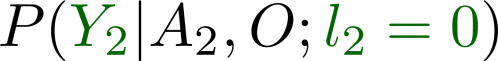 P(Y₂|A₂, O; l₂ = 0)